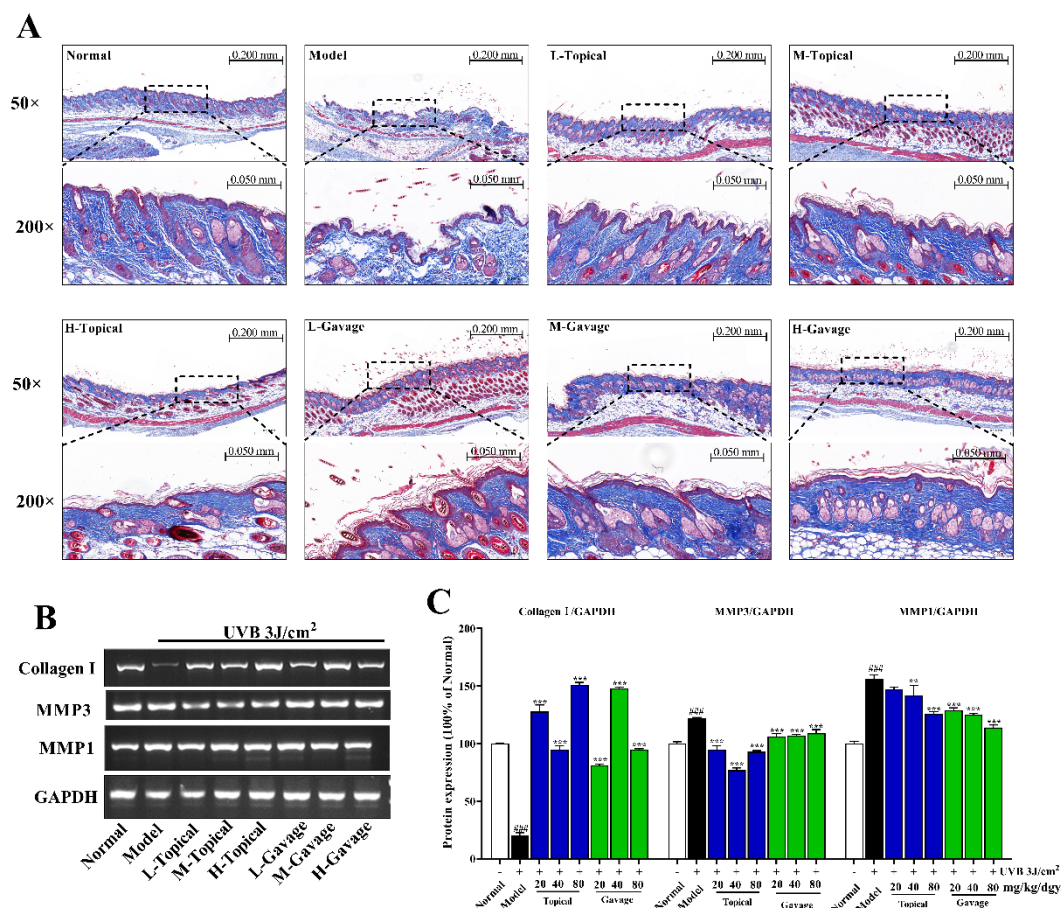 A
Normal
0.200 mm
Model
0.200 mm
L-Topical
0.200 mm
M-Topical
0.200 mm
50×
0.050 mm
0.050 mm
0.050 mm
0.050 mm
200×
H-Topical
0.200 mm
L-Gavage
0.200 mm
M-Gavage
0.200 mm
H-Gavage
0.200 mm
50×
0.050 mm
0.050 mm
0.050 mm
0.050 mm
200×
B
UVB 3J/cm²
Collagen I
MMP3
MMP1
GAPDH
Normal
Model
L-Topical
M-Topical
H-Topical
L-Gavage
M-Gavage
H-Gavage
C
Collagen I/GAPDH
MMP3/GAPDH
MMP1/GAPDH
Protein expression (100% of Normal)
200
150
100
50
0
### *** *** *** *** *** ***
### *** *** *** *** *** ***
### ** *** *** *** ***
- + + + + + + + - + + + + + + + - + + + + + + + UVB 3J/cm²
Normal Model 20 40 80 20 40 80 Normal Model 20 40 80 20 40 80 Normal Model 20 40 80 20 40 80 mg/kg/dgy
Topical Gavage Topical Gavage Topical Gavage